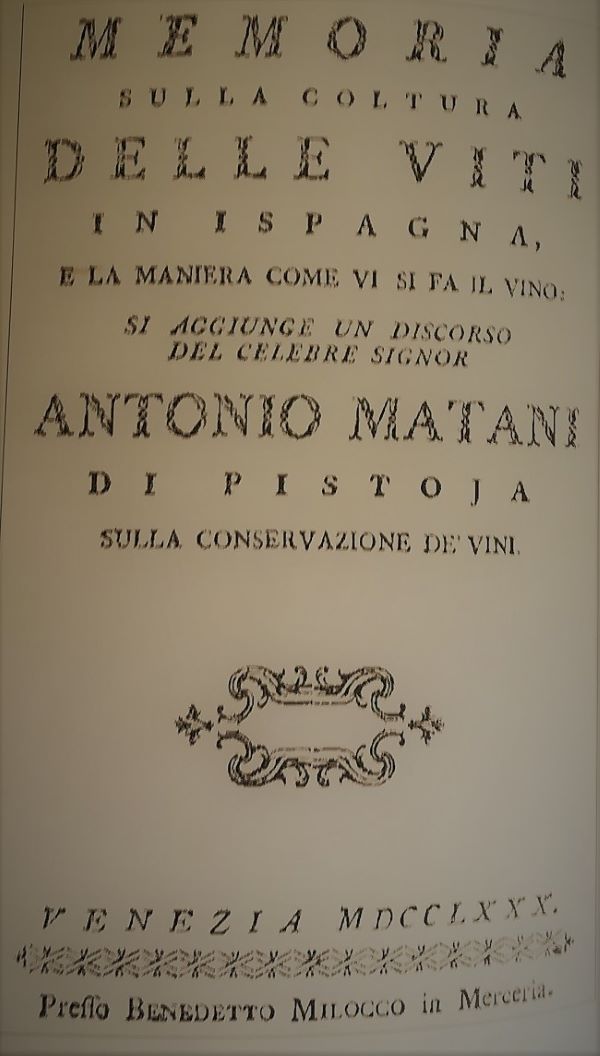 MEMORIA
SULLA COLTURA
DELLE VITI
IN ISPAGNA,
E LA MANIERA COME VI SI FA IL VINO:
SI AGGIUNGE UN DISCORSO
DEL CELEBRE SIGNOR
ANTONIO MATANI
DI PISTOJA
SULLA CONSERVAZIONE DE' VINI.
VENEZIA MDCCLXXX.
Preſſo BENEDETTO MILOCCO in Merceria.